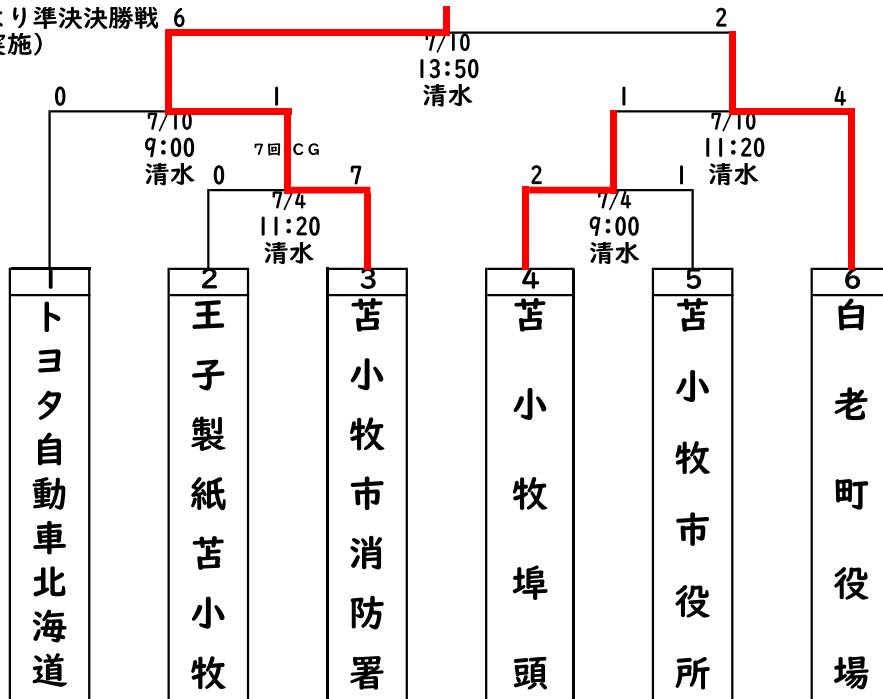 り準決決勝戦
実施）
6
2
7/10
13:50
清水
0
1
7/10
9:00
清水
1
4
7/10
11:20
清水
7回 CG
0
7
7/4
11:20
清水
2
1
7/4
9:00
清水
1
2
3
4
5
6
トヨタ自動車北海道
王子製紙苫小牧
苫小牧市消防署
苫小牧埠頭
苫小牧市役所
白老町役場